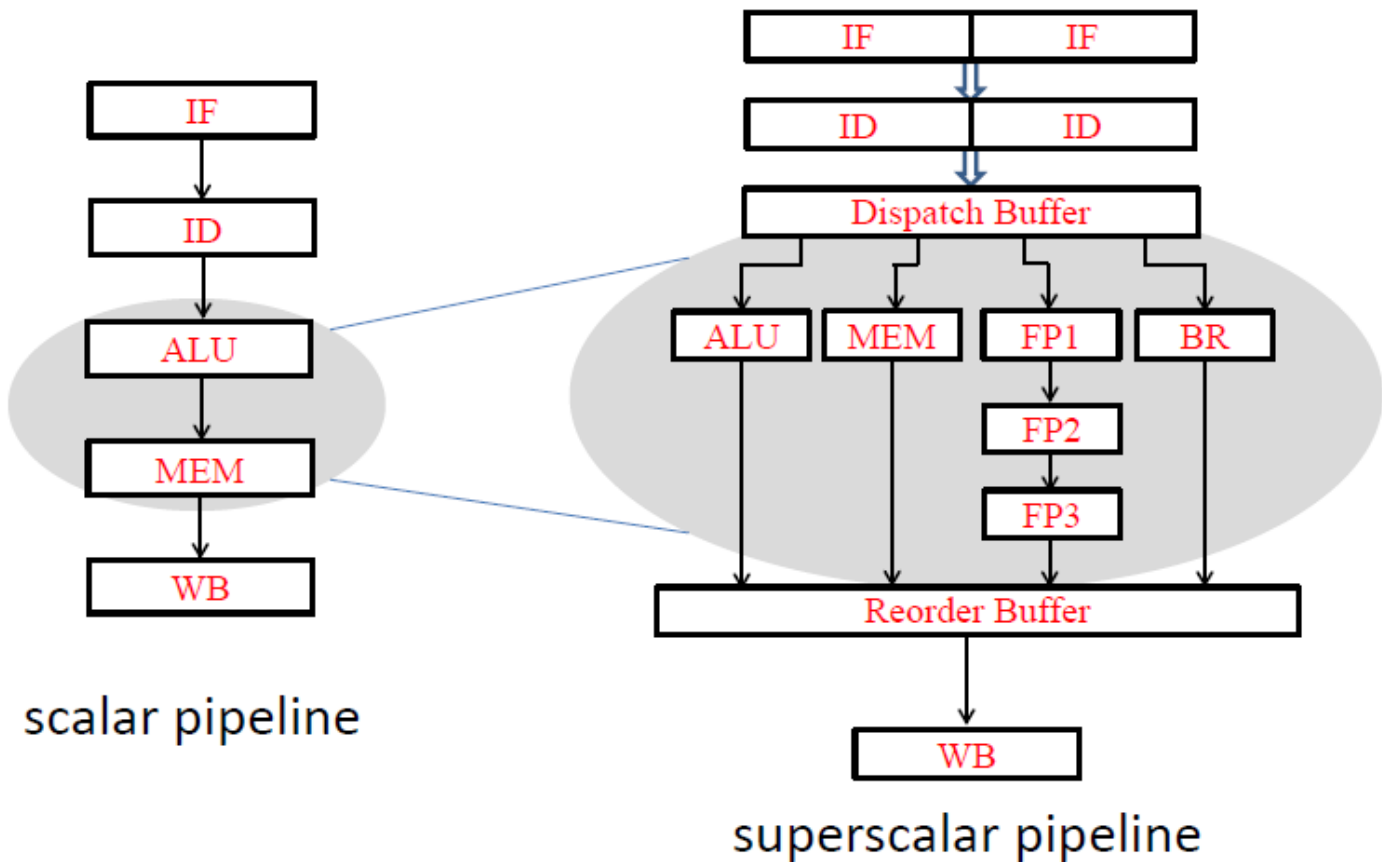 IF
ID
ALU
MEM
WB
scalar pipeline
IF IF
ID ID
Dispatch Buffer
ALU MEM FP1 BR
FP2
FP3
Reorder Buffer
WB
superscalar pipeline